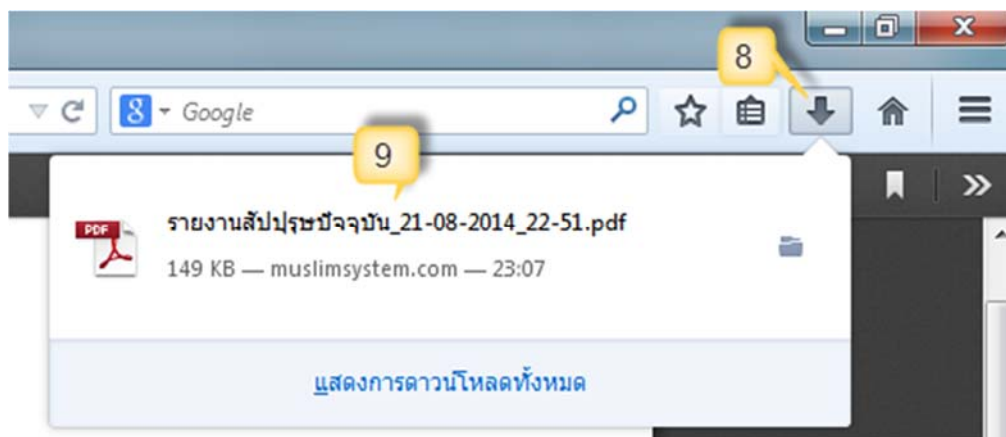 8
8 Google
9
PDF
รายงานสัปปุรุษปัจจุบัน_21-08-2014_22-51.pdf
149 KB — muslimsystem.com — 23:07
แสดงการดาวน์โหลดทั้งหมด